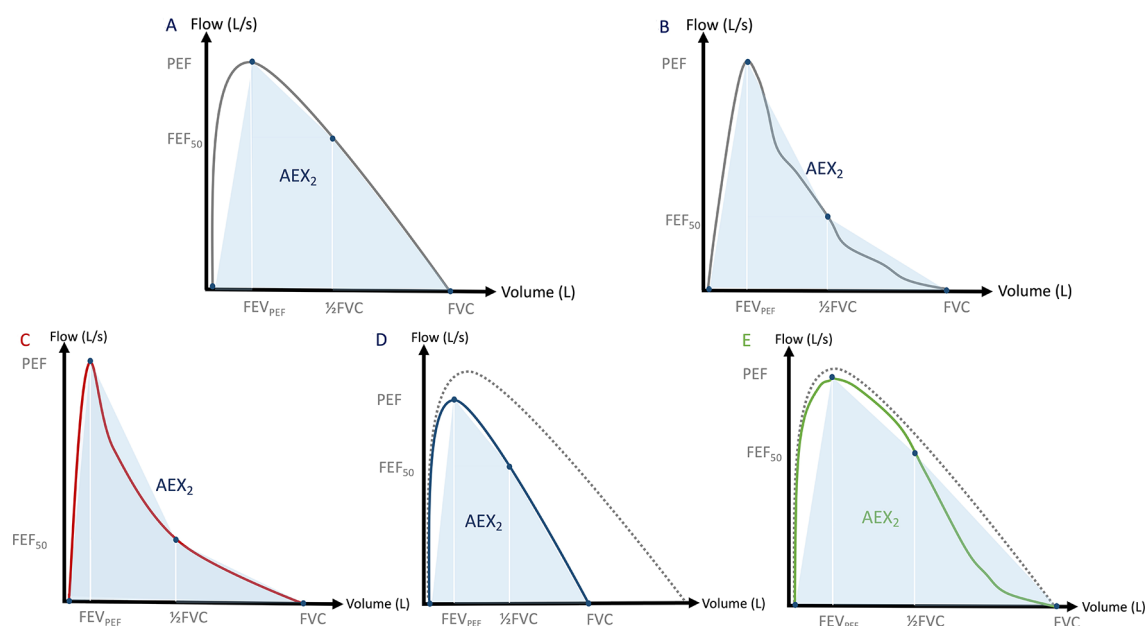 A
Flow (L/s)
PEF
FEF50
AEX2
Volume (L)
FEVPEF
½FVC
FVC
B
Flow (L/s)
PEF
FEF50
AEX2
Volume (L)
FEVPEF
½FVC
FVC
C
Flow (L/s)
PEF
AEX2
FEF50
Volume (L)
FEVPEF
½FVC
FVC
D
Flow (L/s)
PEF
FEF50
AEX2
Volume (L)
FEVPEF
½FVC
FVC
E
Flow (L/s)
PEF
FEF50
AEX2
Volume (L)
FEVPEF
½FVC
FVC